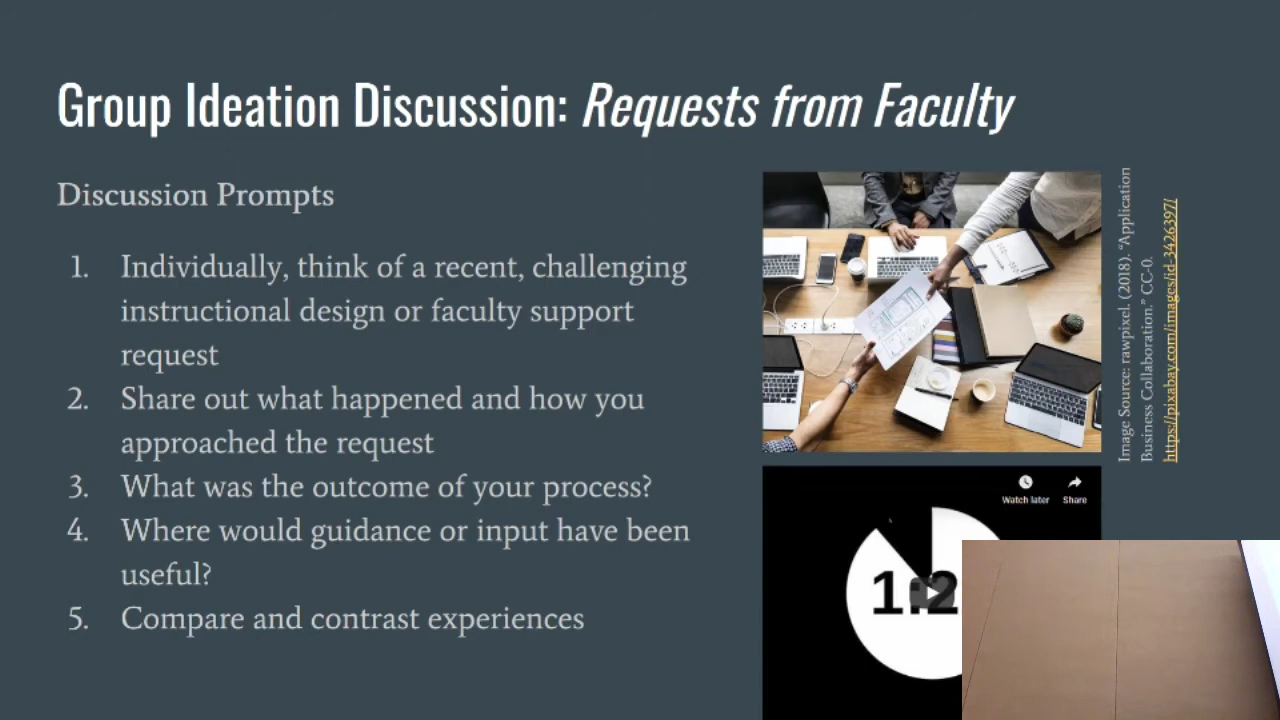 Group Ideation Discussion: Requests from Faculty
Discussion Prompts
1. Individually, think of a recent, challenging
instructional design or faculty support
request
2. Share out what happened and how you
approached the request
3. What was the outcome of your process?
4. Where would guidance or input have been
useful?
5. Compare and contrast experiences
Image Source: rawpixel. (2018). “Application
Business Collaboration.” CC-0.
https://pixabay.com/images/id-3426397/
Watch later Share
1:2